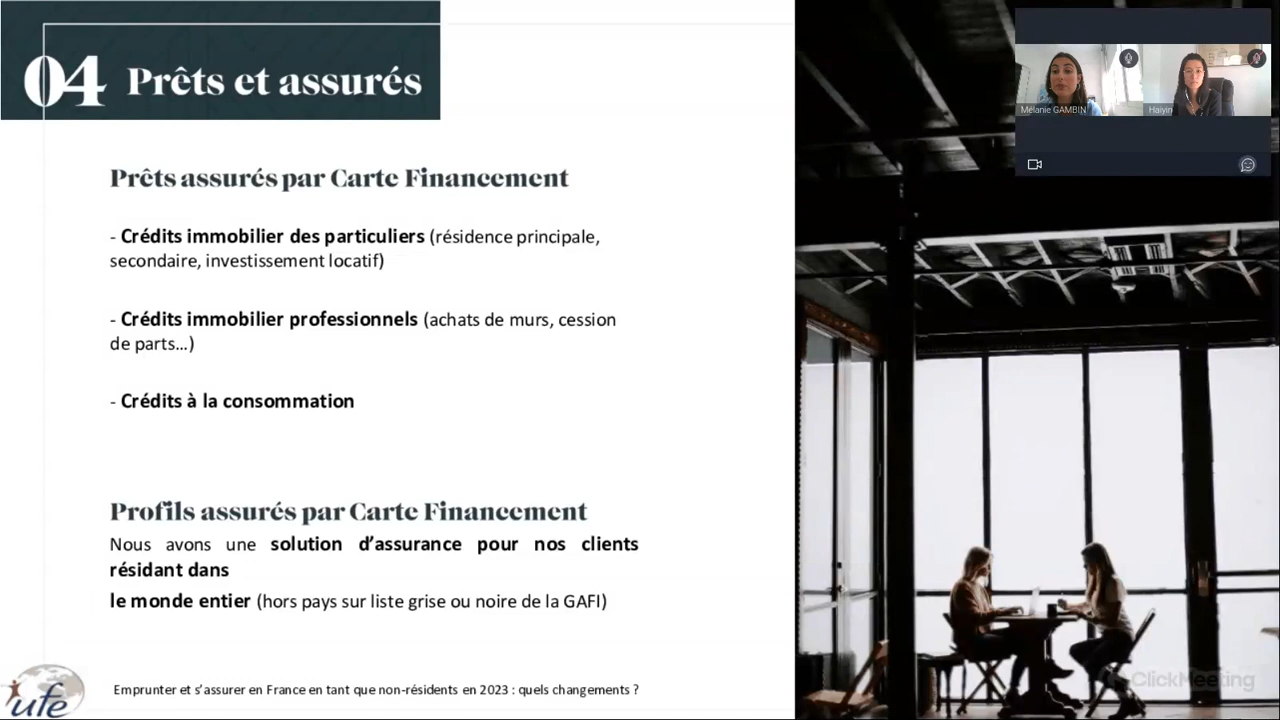 04 Prêts et assurés
Prêts assurés par Carte Financement
- Crédits immobilier des particuliers (résidence principale,
secondaire, investissement locatif)
- Crédits immobilier professionnels (achats de murs, cession
de parts...)
- Crédits à la consommation
Profils assurés par Carte Financement
Nous avons une solution d’assurance pour nos clients
résidant dans
le monde entier (hors pays sur liste grise ou noire de la GAFI)
ufe
Emprunter et s’assurer en France en tant que non-résidents en 2023 : quels changements ?
Mélanie GAMBIN
Haiyin
ClickMeeting